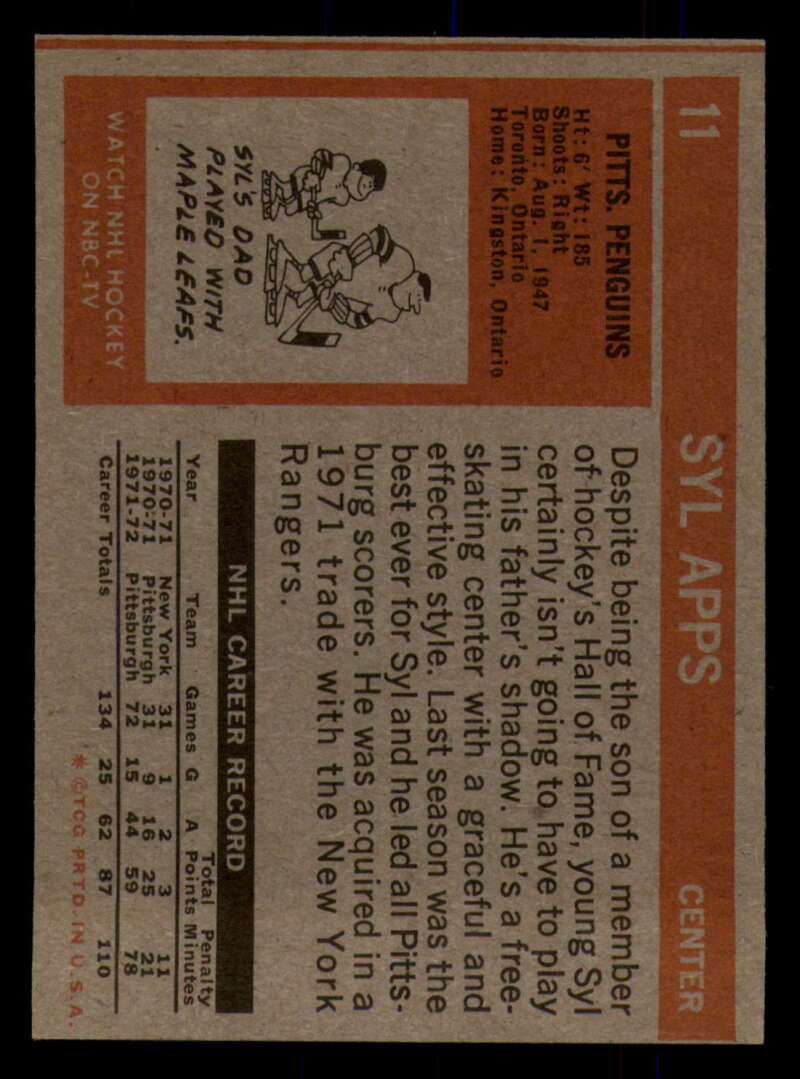 11 SYL APPS CENTER
PITTS. PENGUINS
Ht: 6' Wt: 185
Shoots: Right
Born: Aug. 1, 1947
Toronto, Ontario
Home: Kingston, Ontario
SYL'S DAD
PLAYED WITH
MAPLE LEAFS.
WATCH NHL HOCKEY
ON NBC-TV
Despite being the son of a member
of hockey's Hall of Fame, young Syl
certainly isn't going to have to play
in his father's shadow. He's a free-
skating center with a graceful and
effective style. Last season was the
best ever for Syl and he led all Pitts-
burg scorers. He was acquired in a
1971 trade with the New York
Rangers.
NHL CAREER RECORD
Total Penalty
Year Team Games G A Points Minutes
1970-71 New York 31 1 2 3 11
1970-71 Pittsburgh 31 9 16 25 21
1971-72 Pittsburgh 72 15 44 59 78
Career Totals 134 25 62 87 110
* ©TCG PRTD. IN U.S.A.